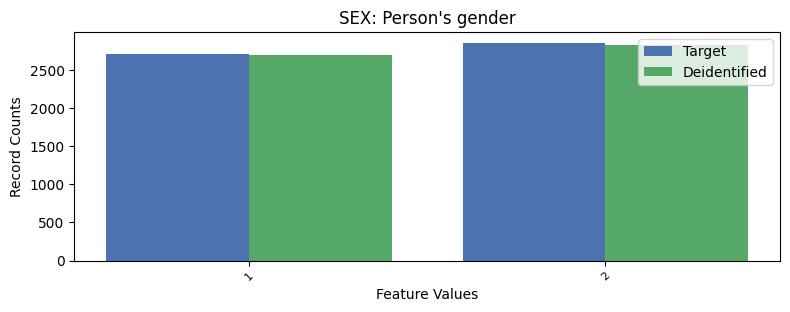 SEX: Person's gender
Target
Deidentified
Record Counts
2500
2000
1500
1000
500
0
1
2
Feature Values